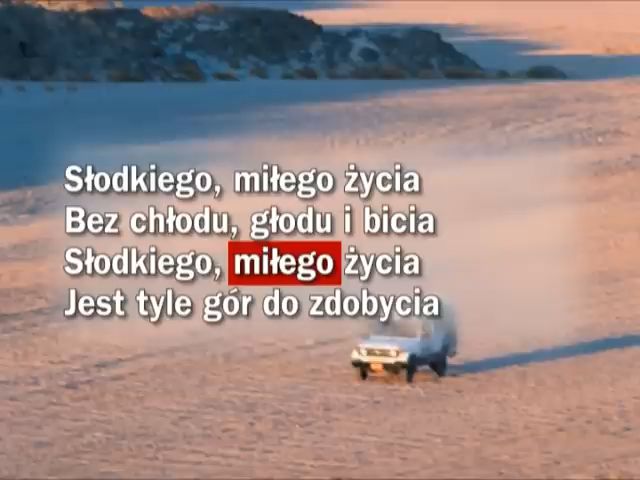 Słodkiego, miłego życia
Bez chłodu, głodu i bicia
Słodkiego, miłego życia
Jest tyle gór do zdobycia